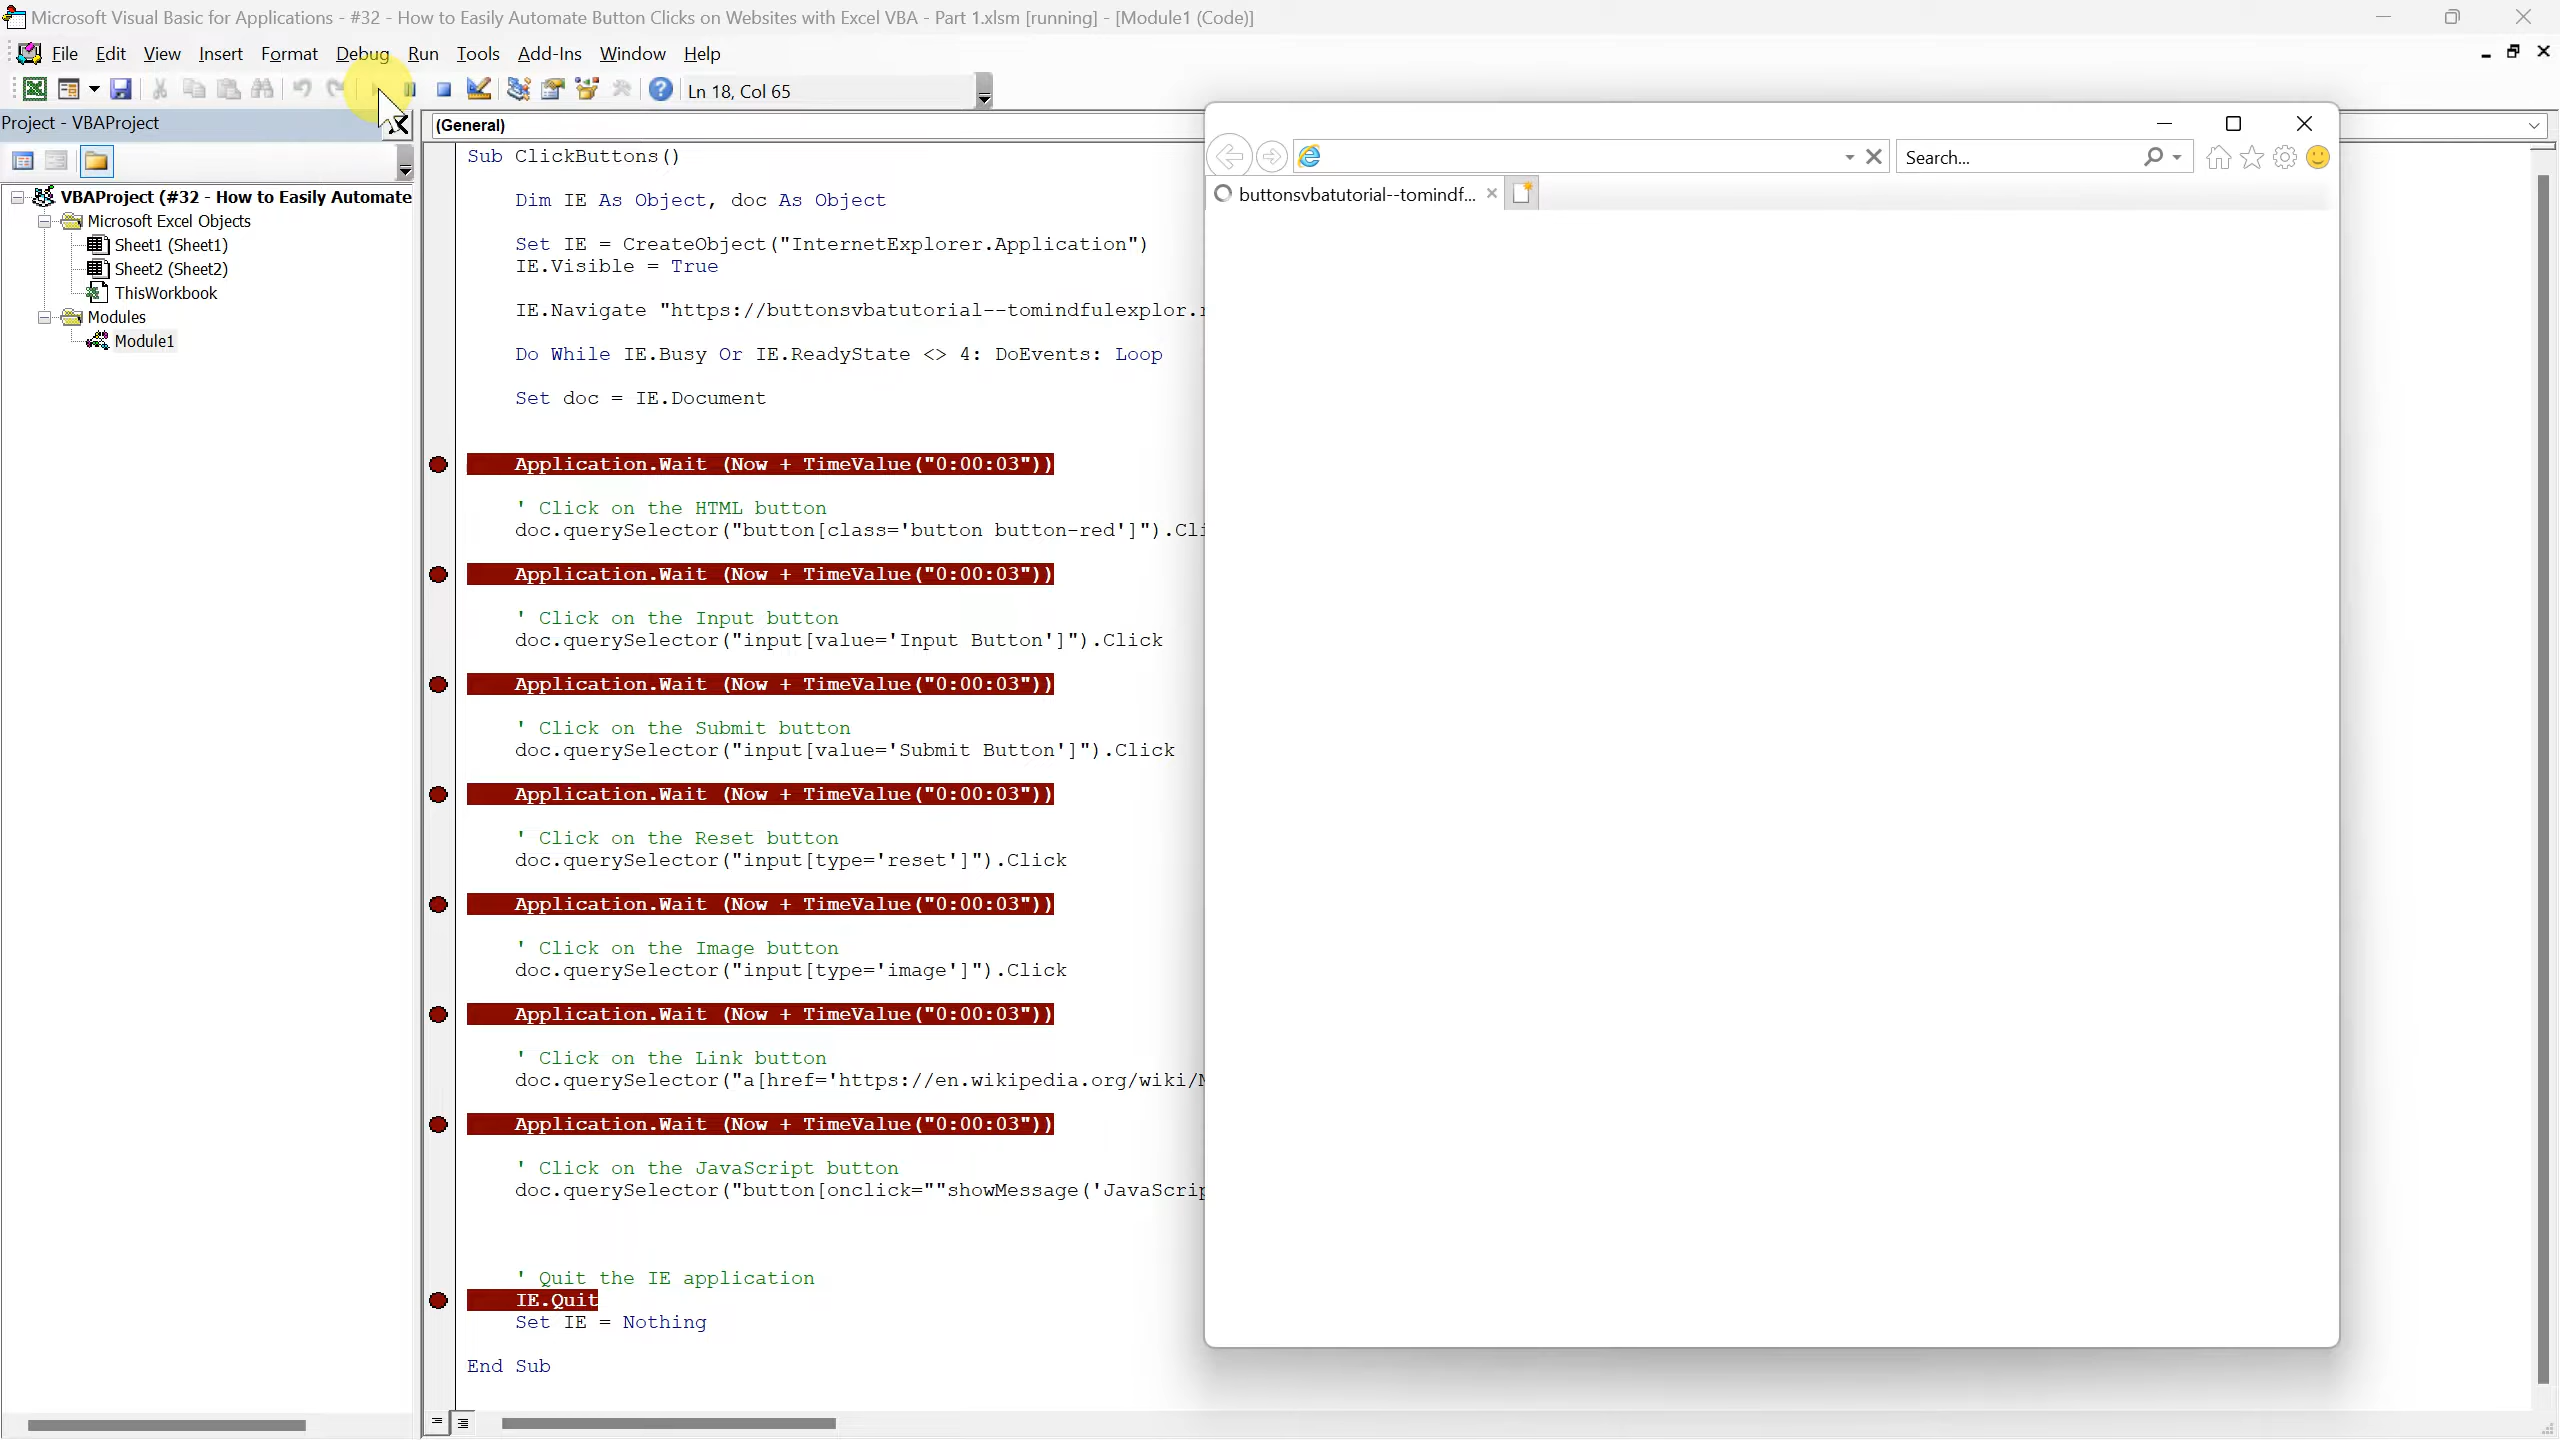 Microsoft Visual Basic for Applications - #32 - How to Easily Automate Button Clicks on Websites with Excel VBA - Part 1.xlsm [running] - [Module1 (Code)]
File Edit View Insert Format Debug Run Tools Add-Ins Window Help
Ln 18, Col 65
Project - VBAProject
VBAProject (#32 - How to Easily Automate
Microsoft Excel Objects
Sheet1 (Sheet1)
Sheet2 (Sheet2)
ThisWorkbook
Modules
Module1
(General)
Sub ClickButtons()
Dim IE As Object, doc As Object
Set IE = CreateObject("InternetExplorer.Application")
IE.Visible = True
IE.Navigate "https://buttonsvbatutorial--tomindfulexplor.r
Do While IE.Busy Or IE.ReadyState <> 4: DoEvents: Loop
Set doc = IE.Document
Application.Wait (Now + TimeValue("0:00:03"))
' Click on the HTML button
doc.querySelector("button[class='button button-red']").Cli
Application.Wait (Now + TimeValue("0:00:03"))
' Click on the Input button
doc.querySelector("input[value='Input Button']").Click
Application.Wait (Now + TimeValue("0:00:03"))
' Click on the Submit button
doc.querySelector("input[value='Submit Button']").Click
Application.Wait (Now + TimeValue("0:00:03"))
' Click on the Reset button
doc.querySelector("input[type='reset']").Click
Application.Wait (Now + TimeValue("0:00:03"))
' Click on the Image button
doc.querySelector("input[type='image']").Click
Application.Wait (Now + TimeValue("0:00:03"))
' Click on the Link button
doc.querySelector("a[href='https://en.wikipedia.org/wiki/
Application.Wait (Now + TimeValue("0:00:03"))
' Click on the JavaScript button
doc.querySelector("button[onclick=""showMessage('JavaScrip
' Quit the IE application
IE.Quit
Set IE = Nothing
End Sub
Search...
buttonsvbatutorial--tomindf...